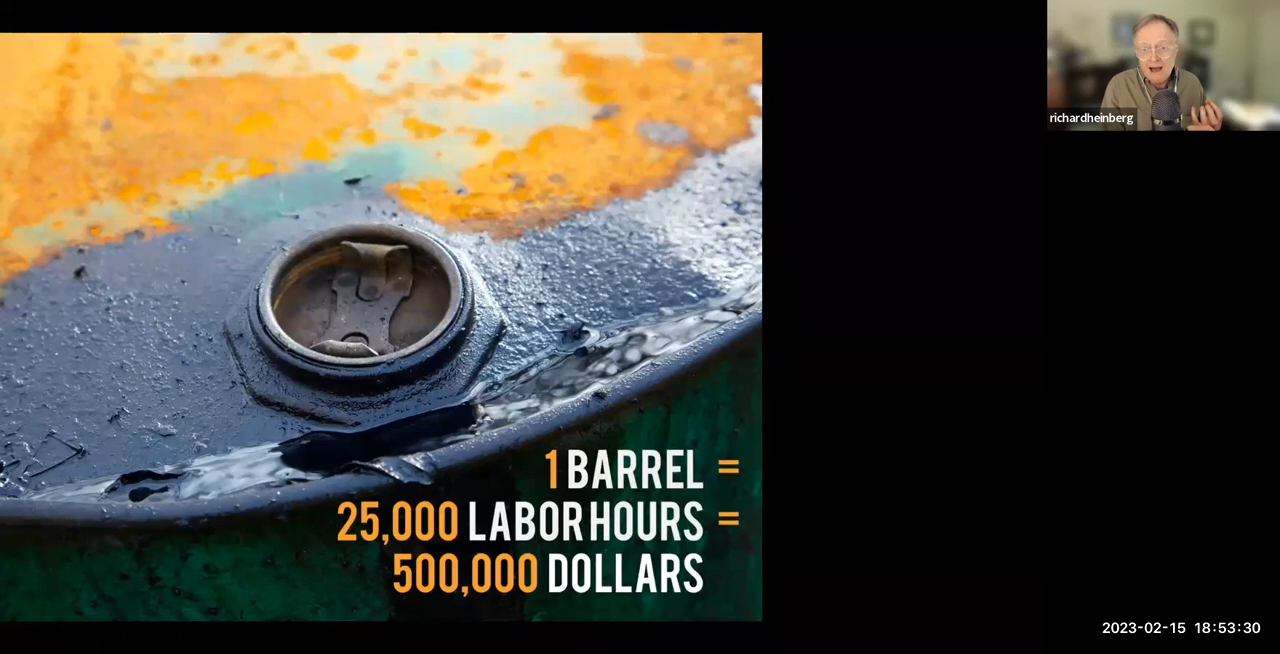 richardheinberg
1 BARREL =
25,000 LABOR HOURS =
500,000 DOLLARS
2023-02-15 18:53:30